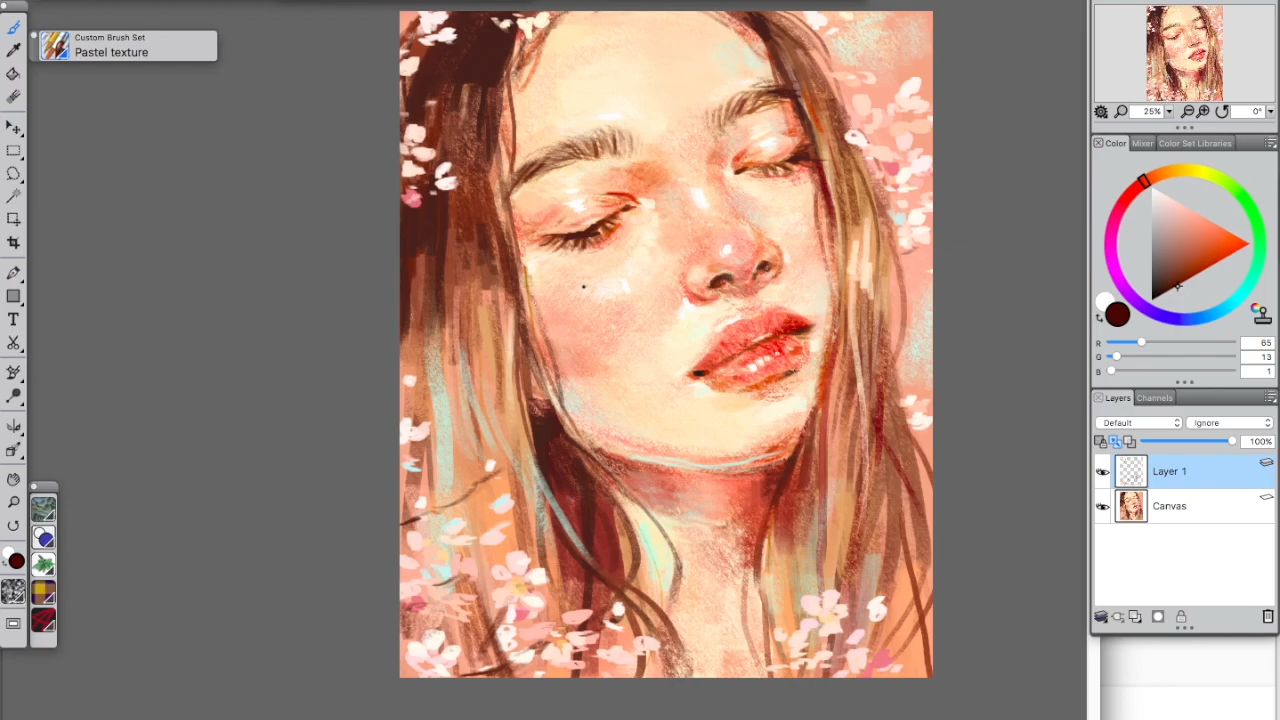 Custom Brush Set
Pastel texture
25%
0°
Color
Mixer
Color Set Libraries
R
65
G
13
B
1
Layers
Channels
Default
Ignore
100%
Layer 1
Canvas